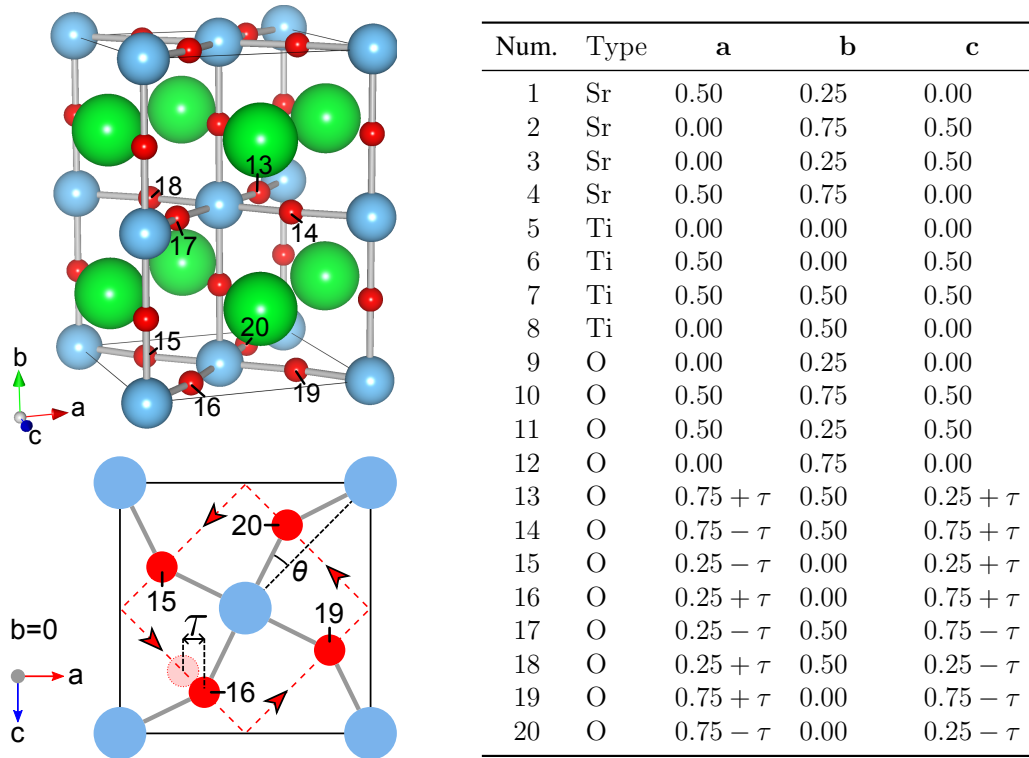 13
18
14
17
20
15
19
16
b
a
c
20
θ
15
19
b=0
τ
a
16
c
Num. Type a b c
1 Sr 0.50 0.25 0.00
2 Sr 0.00 0.75 0.50
3 Sr 0.00 0.25 0.50
4 Sr 0.50 0.75 0.00
5 Ti 0.00 0.00 0.00
6 Ti 0.50 0.00 0.50
7 Ti 0.50 0.50 0.50
8 Ti 0.00 0.50 0.00
9 O 0.00 0.25 0.00
10 O 0.50 0.75 0.50
11 O 0.50 0.25 0.50
12 O 0.00 0.75 0.00
13 O 0.75 + τ 0.50 0.25 + τ
14 O 0.75 − τ 0.50 0.75 + τ
15 O 0.25 − τ 0.00 0.25 + τ
16 O 0.25 + τ 0.00 0.75 + τ
17 O 0.25 − τ 0.50 0.75 − τ
18 O 0.25 + τ 0.50 0.25 − τ
19 O 0.75 + τ 0.00 0.75 − τ
20 O 0.75 − τ 0.00 0.25 − τ